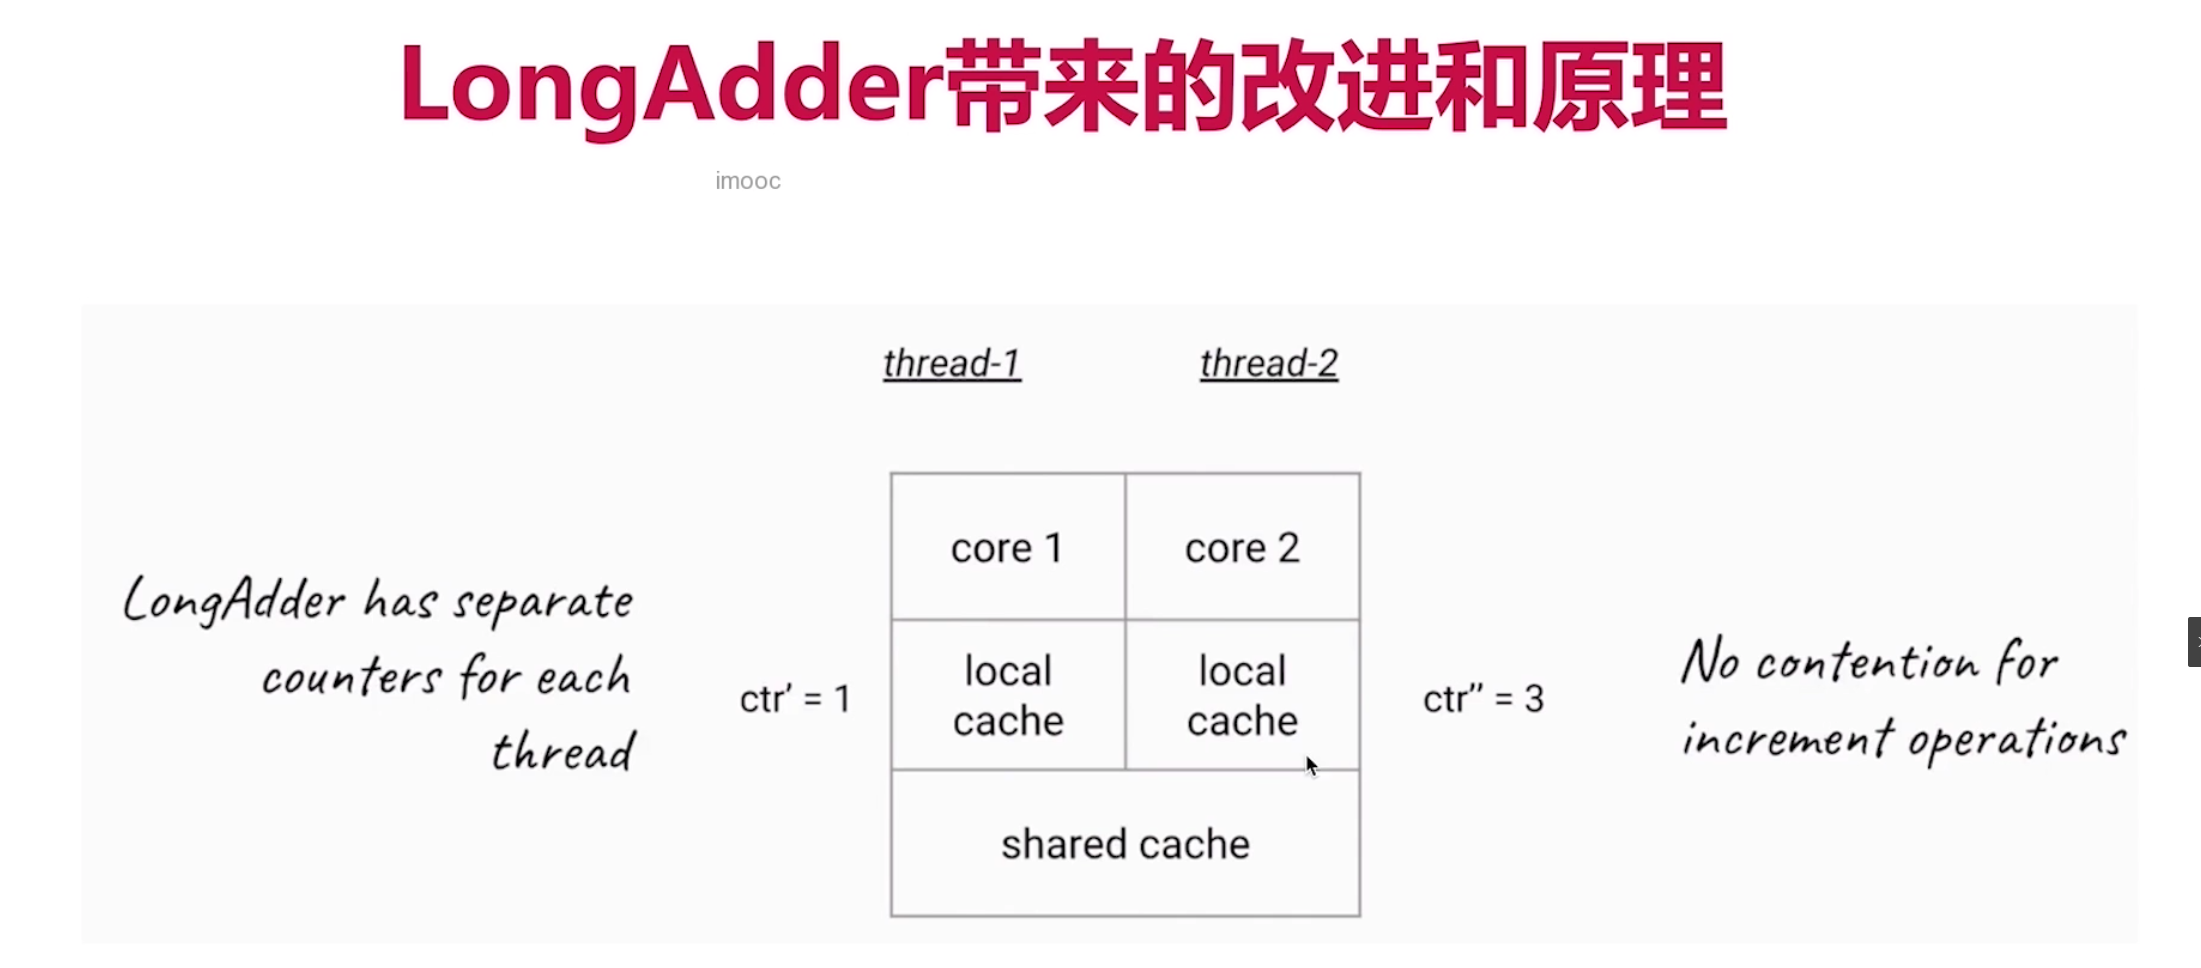 LongAdder带来的改进和原理
imooc
thread-1
thread-2
core 1
core 2
LongAdder has separate
counters for each
thread
ctr' = 1
local
cache
local
cache
ctr'' = 3
No contention for
increment operations
shared cache